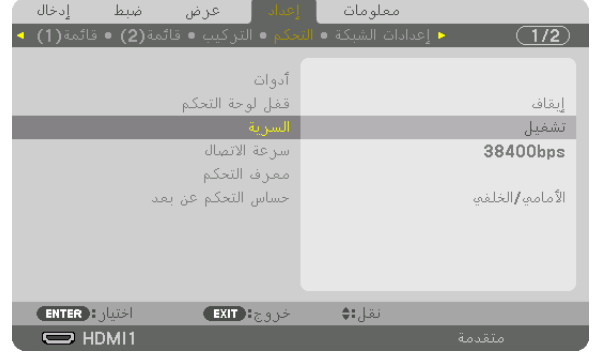 إدخال ضبط عرض إعداد معلومات
قائمة(1) ● قائمة(2) ● التركيب ● التحكم ● إعدادات الشبكة 1/2
أدوات
قفل لوحة التحكم إيقاف
السرية تشغيل
سرعة الاتصال 38400bps
معرف التحكم
حساس التحكم عن بعد الأمامي/الخلفي
ENTER :اختيار EXIT :خروج نقل:
HDMI1 متقدمة